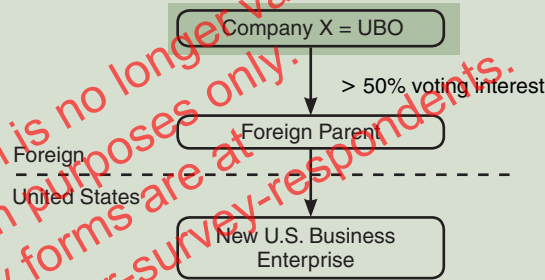 Company X = UBO
> 50% voting interest
Foreign Parent
Foreign
United States
New U.S. Business
Enterprise
is no longer
purposes only.
forms are at
-survey-respondents.